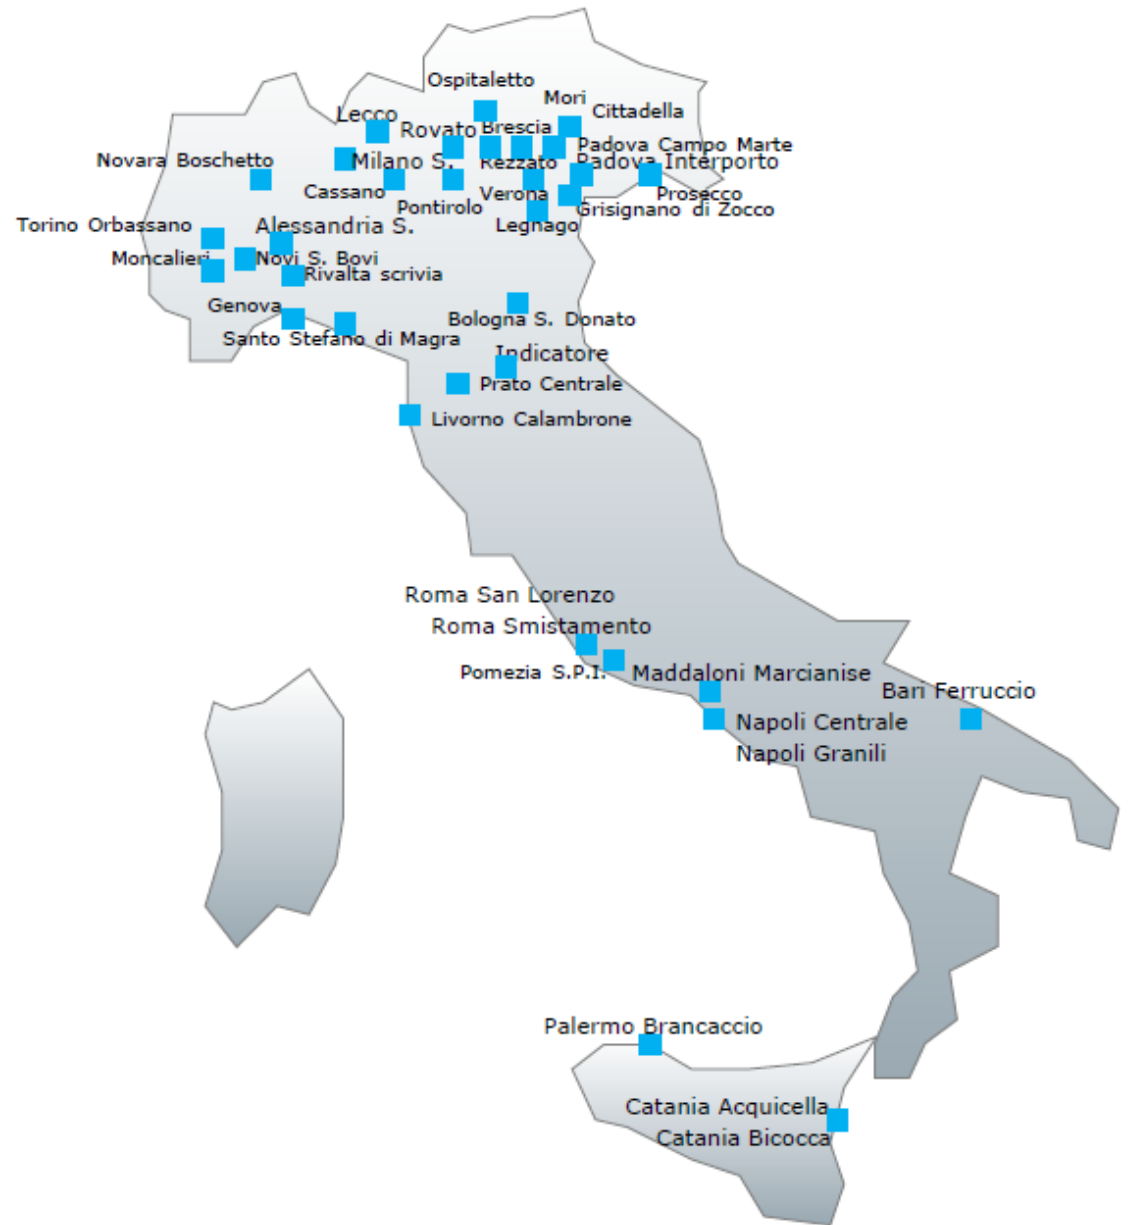 Ospitaletto
Mori
Cittadella
Lecco
Rovato
Brescia
Padova Campo Marte
Novara Boschetto
Milano S.
Rezzato
Padova Interporto
Cassano
Verona
Prosecco
Pontirolo
Grisignano di Zocco
Torino Orbassano
Alessandria S.
Legnago
Moncalieri
Novi S. Bovi
Rivalta scrivia
Genova
Bologna S. Donato
Santo Stefano di Magra
Indicatore
Prato Centrale
Livorno Calambrone
Roma San Lorenzo
Roma Smistamento
Pomezia S.P.I.
Maddaloni Marcianise
Bari Ferruccio
Napoli Centrale
Napoli Granili
Palermo Brancaccio
Catania Acquicella
Catania Bicocca